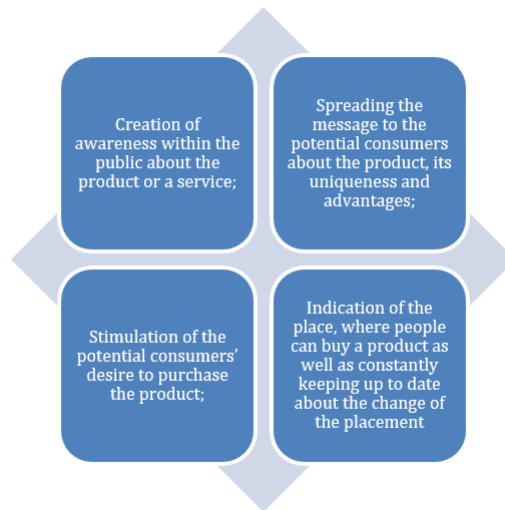 Creation of
awareness within the
public about the
product or a service;
Spreading the
message to the
potential consumers
about the product, its
uniqueness and
advantages;
Stimulation of the
potential consumers’
desire to purchase
the product;
Indication of the
place, where people
can buy a product as
well as constantly
keeping up to date
about the change of
the placement